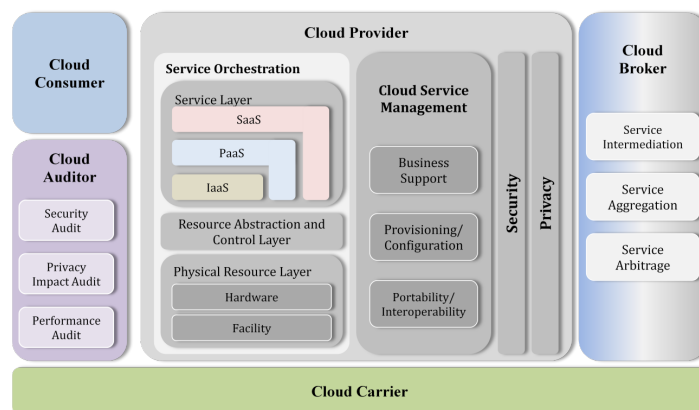 Cloud
Consumer
Cloud
Auditor
Security
Audit
Privacy
Impact Audit
Performance
Audit
Cloud Provider
Service Orchestration
Service Layer
SaaS
PaaS
IaaS
Resource Abstraction and
Control Layer
Physical Resource Layer
Hardware
Facility
Cloud Service
Management
Business
Support
Provisioning/
Configuration
Portability/
Interoperability
Security
Privacy
Cloud
Broker
Service
Intermediation
Service
Aggregation
Service
Arbitrage
Cloud Carrier